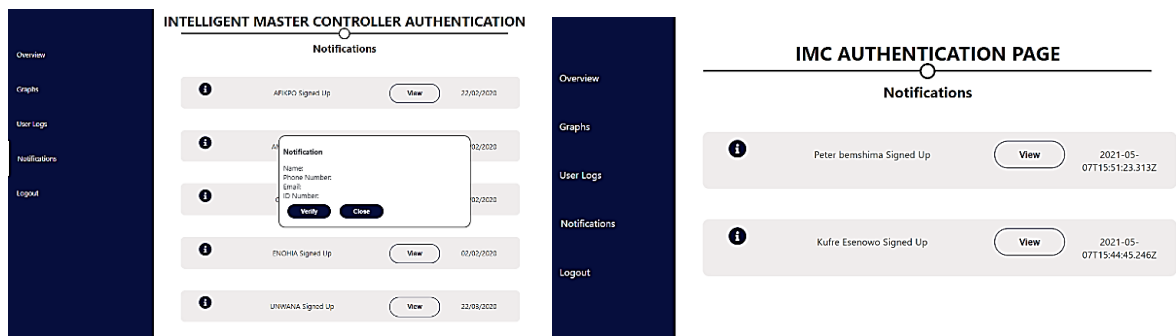 INTELLIGENT MASTER CONTROLLER AUTHENTICATION
Notifications
Overview
Graphs
User Logs
Notifications
Logout
AFIKPO Signed Up View 22/02/2020
02/2020
Notification
Name:
Phone Number:
Email:
ID Number:
Verify Close
02/2020
ENOHIA Signed Up View 02/02/2020
UNWANA Signed Up View 22/03/2020
IMC AUTHENTICATION PAGE
Notifications
Overview
Graphs
User Logs
Notifications
Logout
Peter bemshima Signed Up View 2021-05-
07T15:51:23.313Z
Kufre Esenowo Signed Up View 2021-05-
07T15:44:45.246Z